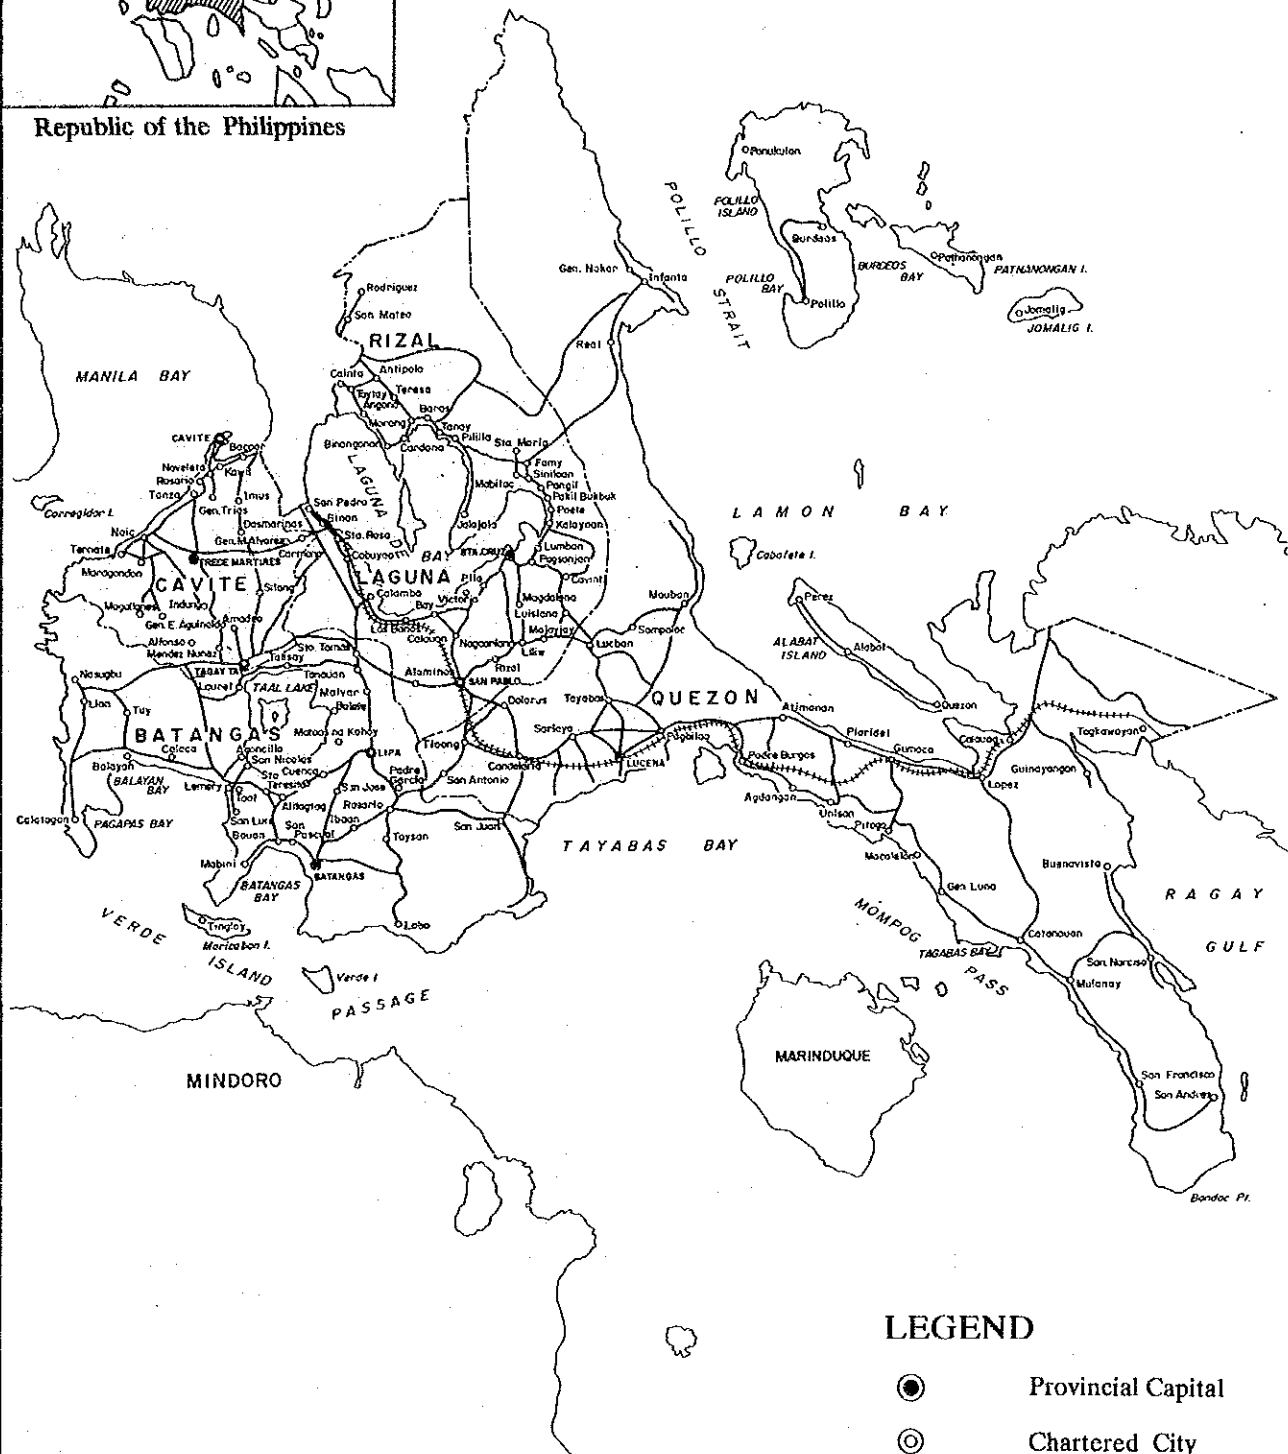 Republic of the Philippines
Panukulan
POLILLO
ISLAND
Burdeos
POLILLO
STRAIT
POLILLO
BAY
BURDEOS
BAY
Pathanongan
PATNANONGAN I.
Polillo
Jomalig
JOMALIG I.
Gen. Nakar
Infanta
Real
Rodriguez
San Mateo
RIZAL
MANILA BAY
Cainta
Antipolo
Taytay
Teresa
Angono
Baras
Morong
Tanay
Pililla
Binangonan
Cardona
Sta. Maria
CAVITE
Bacoor
Noveleta
Kawit
Rosario
Tanza
Imus
Gen. Trias
Corregidor I.
Famy
Siniloan
Mabitac
Pangil
Pakil Bukbuk
Paete
Kalayaan
Jalajala
LAGUNA DE BAY
San Pedro
Binan
Sta. Rosa
Cabuyao
Dasmarinas
Gen. M. Alvarez
Carmona
Naic
Ternate
Maragondon
TRECE MARTIRES
CAVITE
Silang
STA. CRUZ
Lumban
Pagsanjan
Cavinti
LAMON BAY
Cabalete I.
LAGUNA
Pila
Calamba
Bay
Victoria
Magdalena
Luisiana
Los Baños
Calauan
Nagcarlan
Liliw
Majayjay
Lucban
Sampaloc
Mauban
Magallanes
Indang
Gen. E. Aguinaldo
Amadeo
Alfonso
Mendez Nunez
TAGAYTAY
Talisay
Sto. Tomas
Tanauan
Laurel
TAAL LAKE
Malvar
Balete
Alaminos
SAN PABLO
Rizal
Dolores
Tayabas
QUEZON
Perez
ALABAT
ISLAND
Alabat
Quezon
Nasugbu
Lian
Tuy
BATANGAS
Mataas na Kahoy
Agoncillo
San Nicolas
Calaca
Balayan
BALAYAN
BAY
LIPA
Tiaong
Sariaya
Candelaria
LUCENA
Pagbilao
Atimonan
Plaridel
Gumaca
Calauag
Tagkawayan
Padre Burgos
Guinayangan
Lopez
Lemery
Taal
Sta.
Teresita
Cuenca
Padre
Garcia
San Antonio
Agdangan
Unisan
Pitogo
Calatagan
PAGAPAS BAY
San Luis
Alitagtag
San Jose
Rosario
Ibaan
Bauan
San
Pascual
Taysan
San Juan
TAYABAS BAY
Macalelon
Buenavista
Mabini
BATANGAS
BATANGAS
BAY
Gen Luna
RAGAY
GULF
Tingloy
Maricaban I.
Lobo
VERDE
ISLAND
PASSAGE
Verde I
MOMPOG
PASS
Catanauan
TAGABAS BAY
San Narciso
Mulanay
MINDORO
MARINDUQUE
San Francisco
San Andres
Bondoc Pt.
LEGEND
Provincial Capital
Chartered City